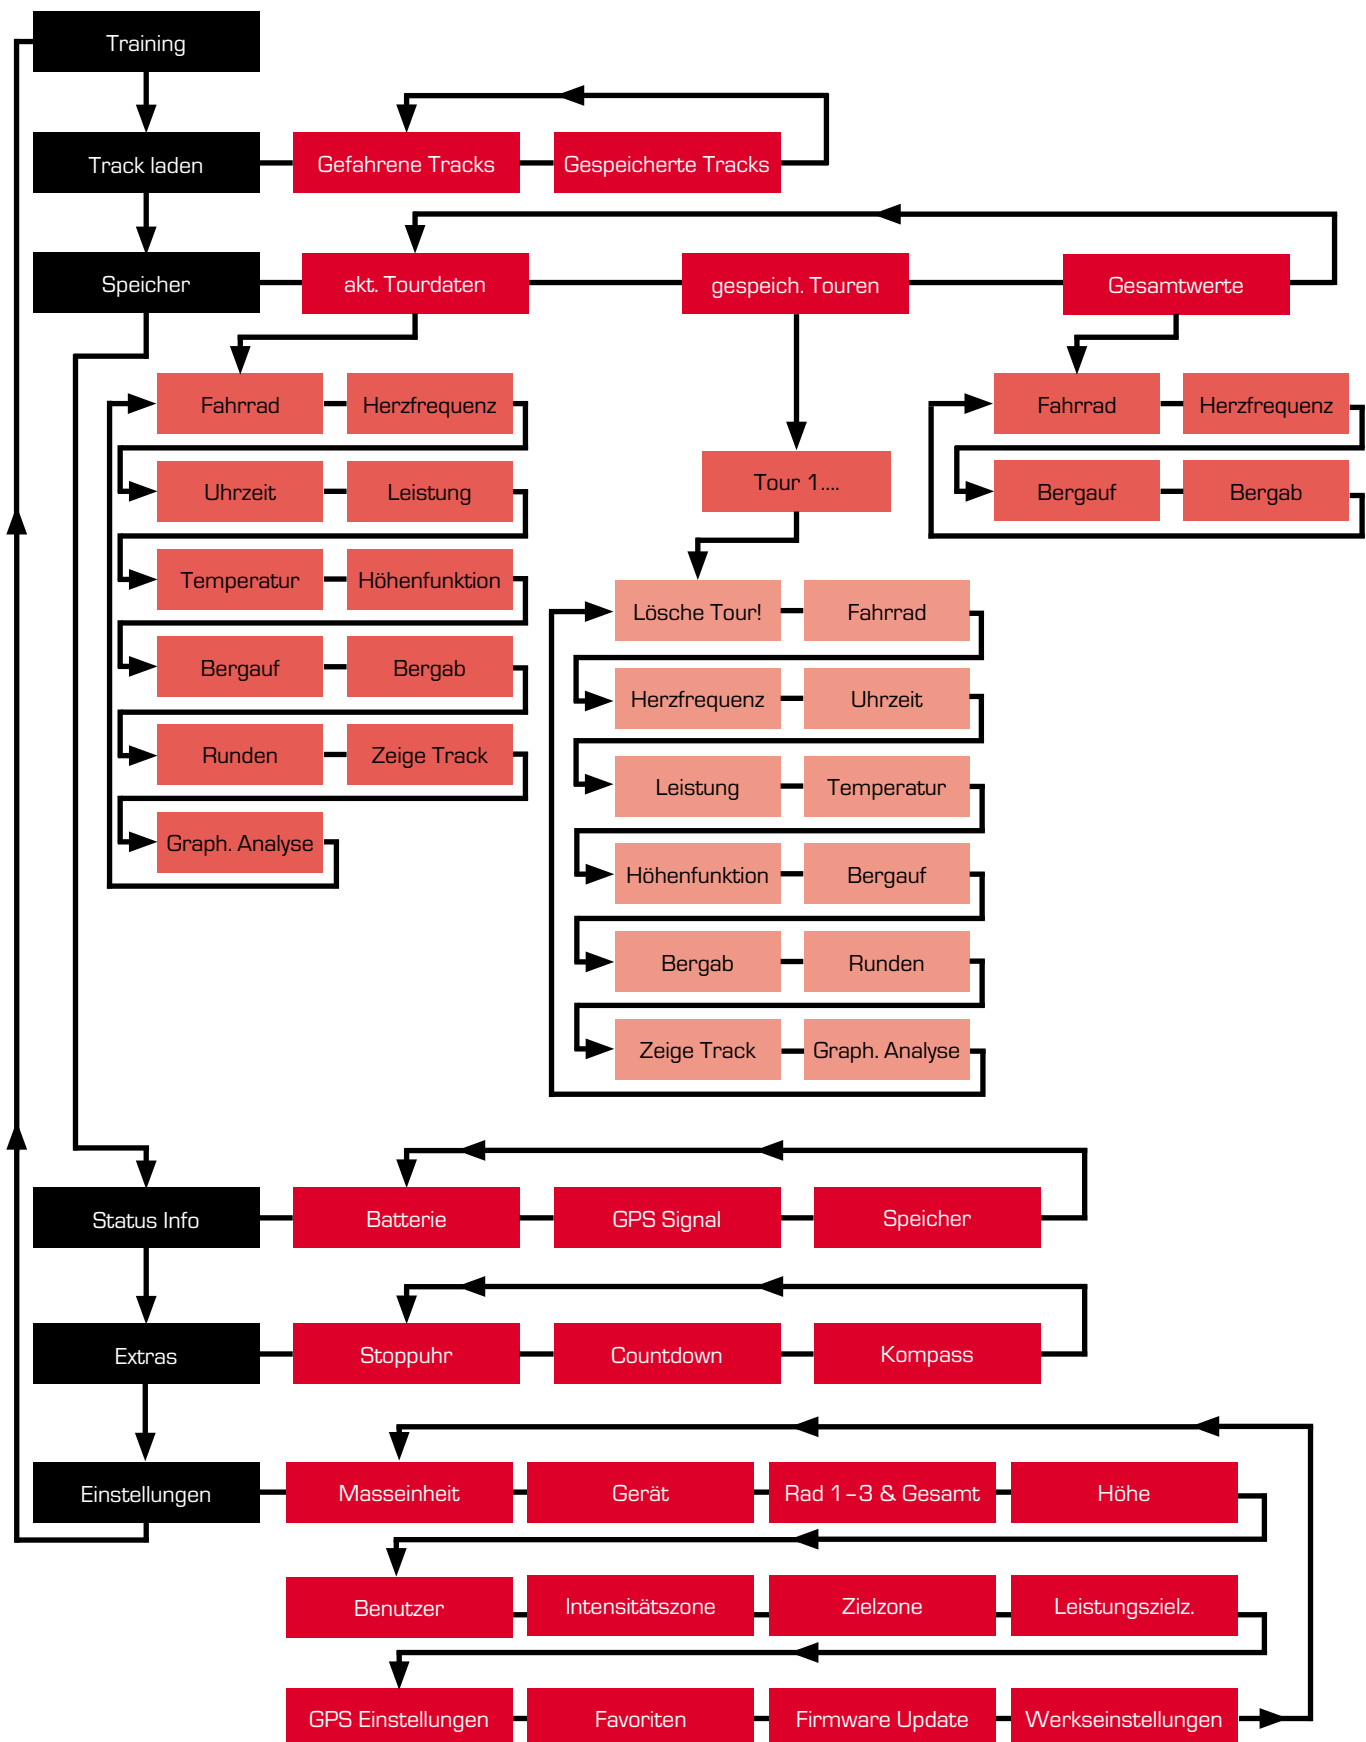 Training
Track laden
Gefahrene Tracks
Gespeicherte Tracks
Speicher
akt. Tourdaten
gespeich. Touren
Gesamtwerte
Fahrrad
Herzfrequenz
Uhrzeit
Leistung
Temperatur
Höhenfunktion
Bergauf
Bergab
Runden
Zeige Track
Graph. Analyse
Tour 1....
Lösche Tour!
Fahrrad
Herzfrequenz
Uhrzeit
Leistung
Temperatur
Höhenfunktion
Bergauf
Bergab
Runden
Zeige Track
Graph. Analyse
Fahrrad
Herzfrequenz
Bergauf
Bergab
Status Info
Batterie
GPS Signal
Speicher
Extras
Stoppuhr
Countdown
Kompass
Einstellungen
Masseinheit
Gerät
Rad 1–3 & Gesamt
Höhe
Benutzer
Intensitätszone
Zielzone
Leistungszielz.
GPS Einstellungen
Favoriten
Firmware Update
Werkseinstellungen